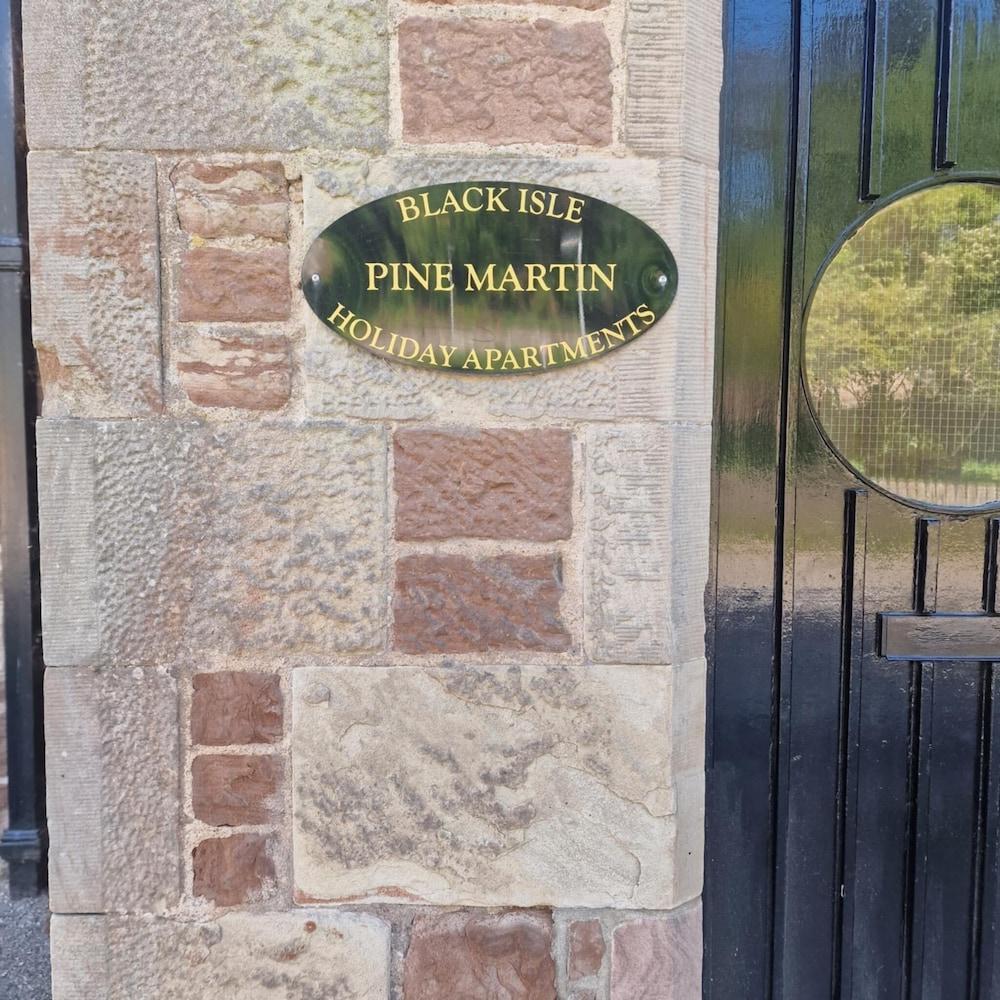 BLACK ISLE
PINE MARTIN
HOLIDAY APARTMENTS